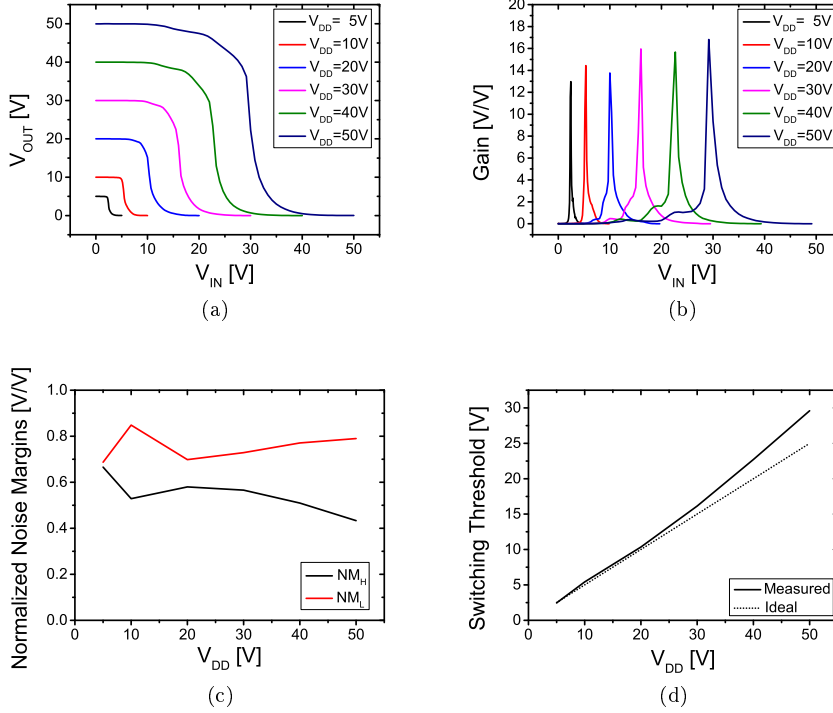 50
40
30
20
10
0
V_OUT [V]
0 10 20 30 40 50
V_IN [V]
V_DD= 5V
V_DD=10V
V_DD=20V
V_DD=30V
V_DD=40V
V_DD=50V
(a)
20
18
16
14
12
10
8
6
4
2
0
Gain [V/V]
0 10 20 30 40 50
V_IN [V]
V_DD= 5V
V_DD=10V
V_DD=20V
V_DD=30V
V_DD=40V
V_DD=50V
(b)
1.0
0.8
0.6
0.4
0.2
0.0
Normalized Noise Margins [V/V]
0 10 20 30 40 50
V_DD [V]
NM_H
NM_L
(c)
30
25
20
15
10
5
0
Switching Threshold [V]
0 10 20 30 40 50
V_DD [V]
Measured
Ideal
(d)